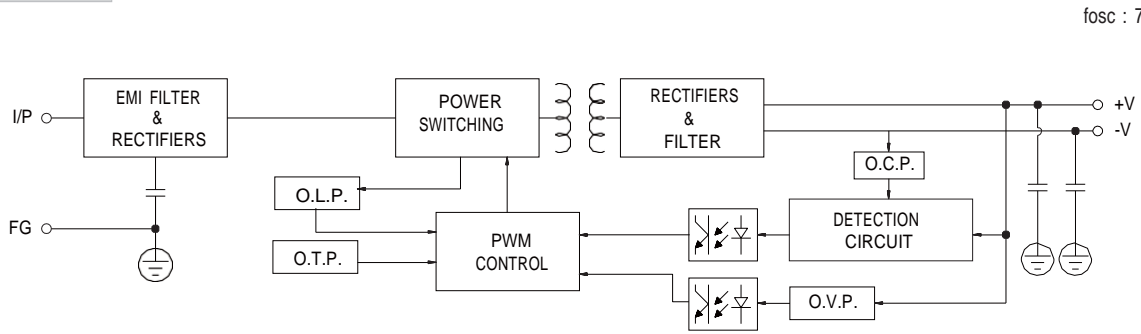 fosc : 7
I/P
EMI FILTER
&
RECTIFIERS
POWER
SWITCHING
RECTIFIERS
&
FILTER
+V
-V
O.C.P.
O.L.P.
FG
PWM
CONTROL
DETECTION
CIRCUIT
O.T.P.
O.V.P.